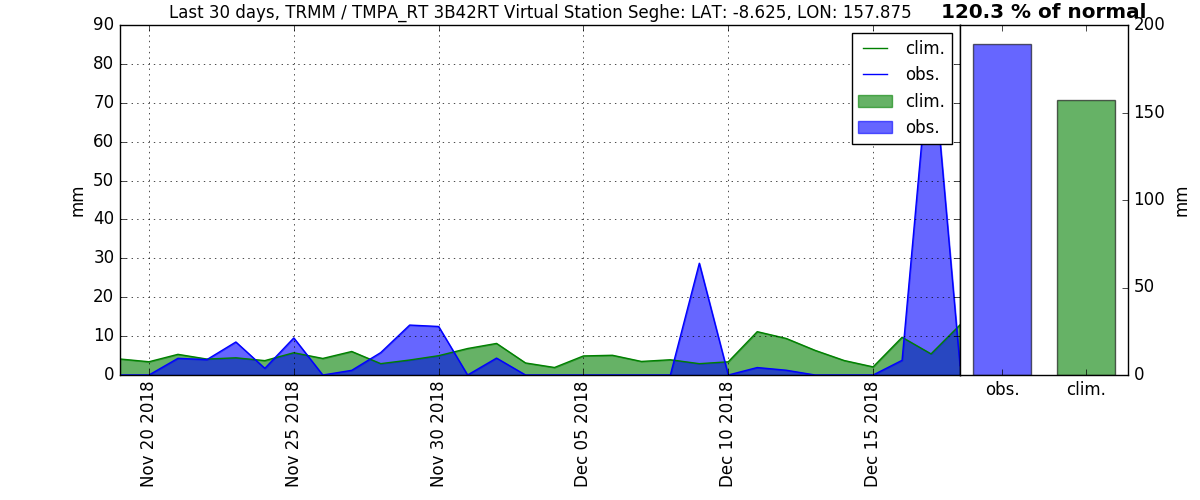 Last 30 days, TRMM / TMPA_RT 3B42RT Virtual Station Seghe: LAT: -8.625, LON: 157.875
120.3 % of normal
90
80
70
60
50
40
30
20
10
0
mm
clim.
obs.
clim.
obs.
Nov 20 2018
Nov 25 2018
Nov 30 2018
Dec 05 2018
Dec 10 2018
Dec 15 2018
200
150
100
50
0
mm
obs.
clim.